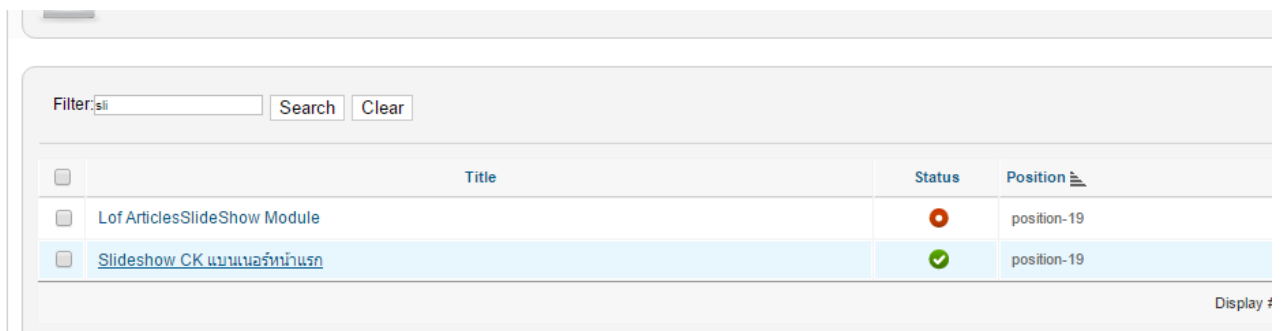 Filter: sli Search Clear
Title Status Position
Lof ArticlesSlideShow Module position-19
Slideshow CK แบนเนอร์หน้าแรก position-19
Display #